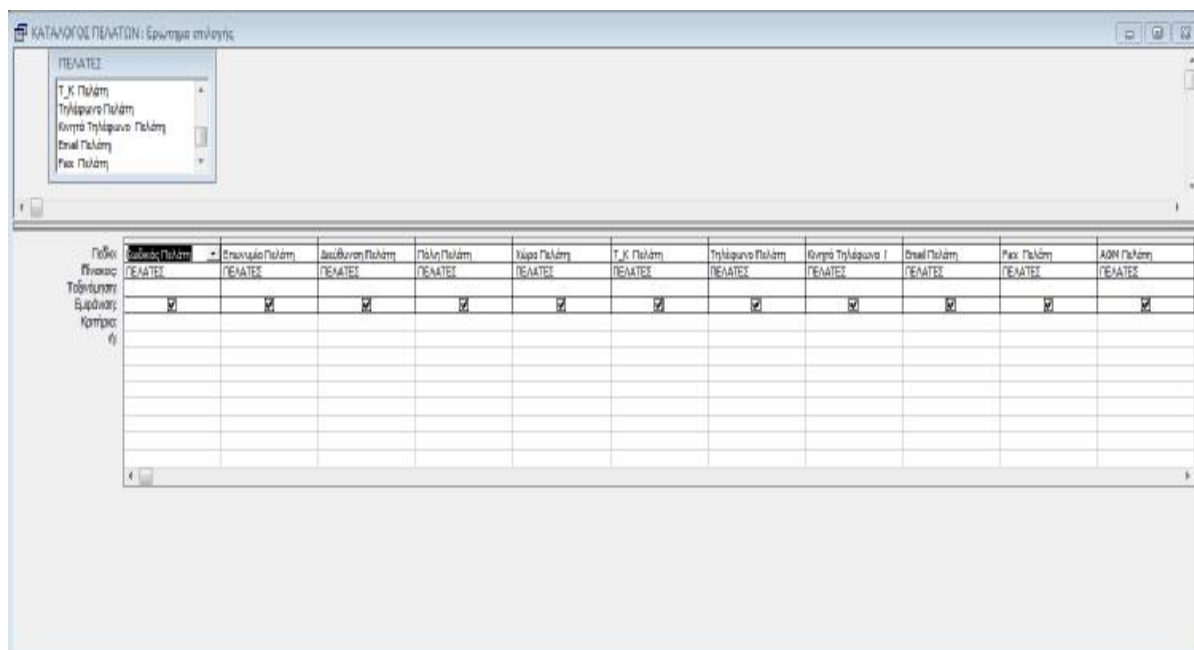 ΚΑΤΑΛΟΓΟΣ ΠΕΛΑΤΩΝ : Ερώτημα επιλογής
ΠΕΛΑΤΕΣ
Τ_Κ Πελάτη
Τηλέφωνο Πελάτη
Κινητό Τηλέφωνο Πελάτη
Email Πελάτη
Fax Πελάτη
Πεδίο: Κωδικός Πελάτη Επωνυμία Πελάτη Διεύθυνση Πελάτη Πόλη Πελάτη Χώρα Πελάτη Τ_Κ Πελάτη Τηλέφωνο Πελάτη Κινητό Τηλέφωνο Γ Email Πελάτη Fax Πελάτη ΑΦΜ Πελάτη
Πίνακας: ΠΕΛΑΤΕΣ ΠΕΛΑΤΕΣ ΠΕΛΑΤΕΣ ΠΕΛΑΤΕΣ ΠΕΛΑΤΕΣ ΠΕΛΑΤΕΣ ΠΕΛΑΤΕΣ ΠΕΛΑΤΕΣ ΠΕΛΑΤΕΣ ΠΕΛΑΤΕΣ ΠΕΛΑΤΕΣ
Ταξινόμηση:
Εμφάνιση:
Κριτήρια:
ή: